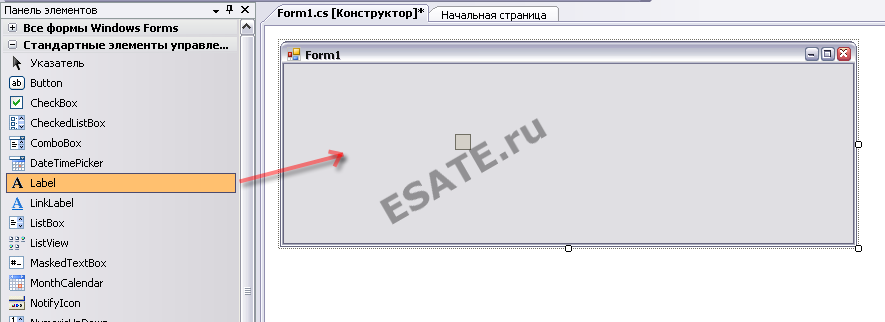 Панель элементов
Form1.cs [Конструктор]*
Начальная страница
Все формы Windows Forms
Стандартные элементы управле...
Указатель
Button
CheckBox
CheckedListBox
ComboBox
DateTimePicker
Label
LinkLabel
ListBox
ListView
MaskedTextBox
MonthCalendar
NotifyIcon
NumericUpDown
Form1
ESATE.ru